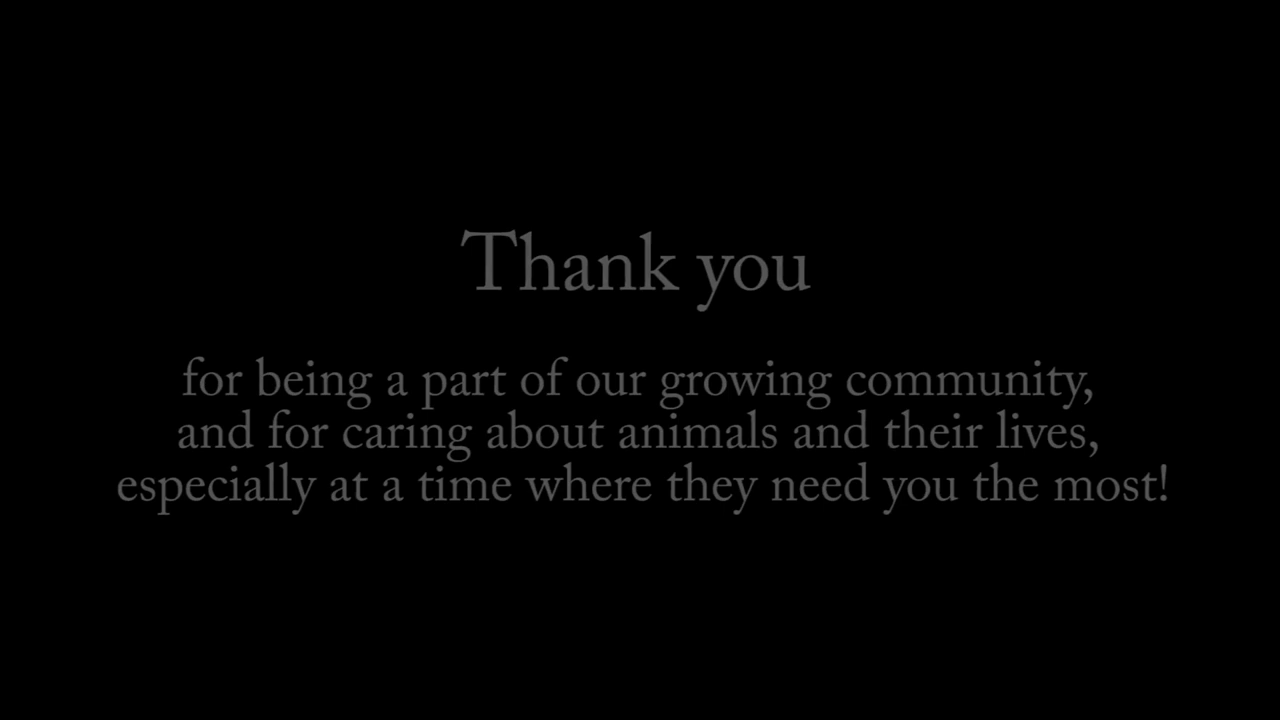 Thank you
for being a part of our growing community,
and for caring about animals and their lives,
especially at a time where they need you the most!